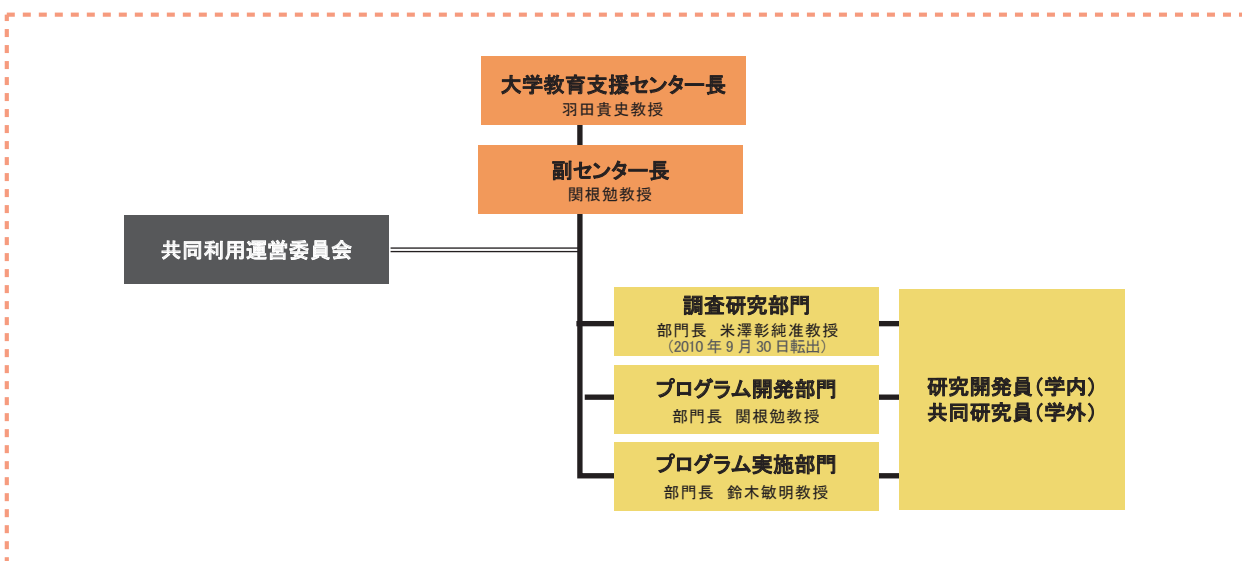 大学教育支援センター長
羽田貴史教授
副センター長
関根勉教授
共同利用運営委員会
調査研究部門
部門長　米澤彰純准教授
（2010 年 9 月 30 日転出）
プログラム開発部門
部門長　関根勉教授
プログラム実施部門
部門長　鈴木敏明教授
研究開発員（学内）
共同研究員（学外）